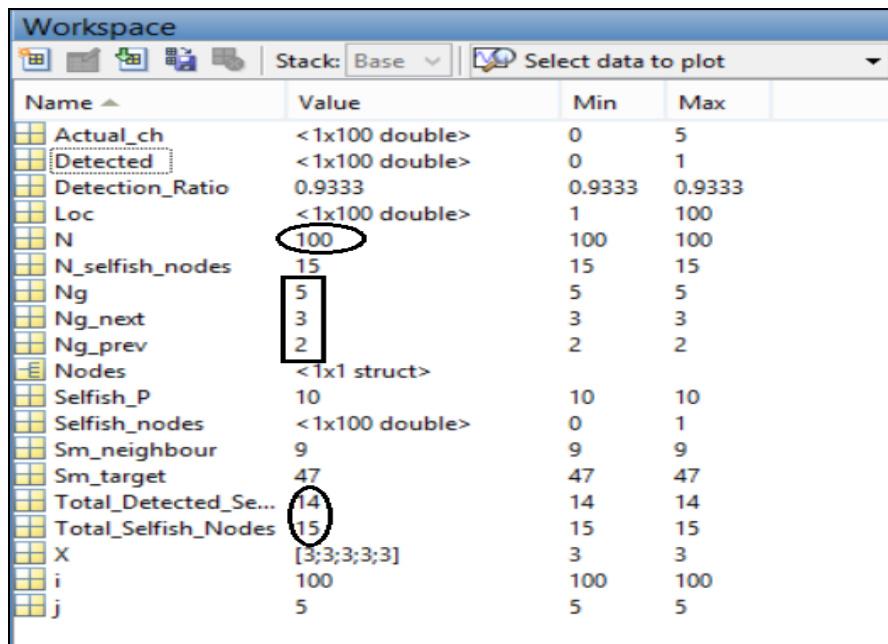 Workspace
Stack: Base Select data to plot
Name Value Min Max
Actual_ch <1x100 double> 0 5
Detected <1x100 double> 0 1
Detection_Ratio 0.9333 0.9333 0.9333
Loc <1x100 double> 1 100
N 100 100 100
N_selfish_nodes 15 15 15
Ng 5 5 5
Ng_next 3 3 3
Ng_prev 2 2 2
Nodes <1x1 struct>
Selfish_P 10 10 10
Selfish_nodes <1x100 double> 0 1
Sm_neighbour 9 9 9
Sm_target 47 47 47
Total_Detected_Se... 14 14 14
Total_Selfish_Nodes 15 15 15
X [3;3;3;3;3] 3 3
i 100 100 100
j 5 5 5